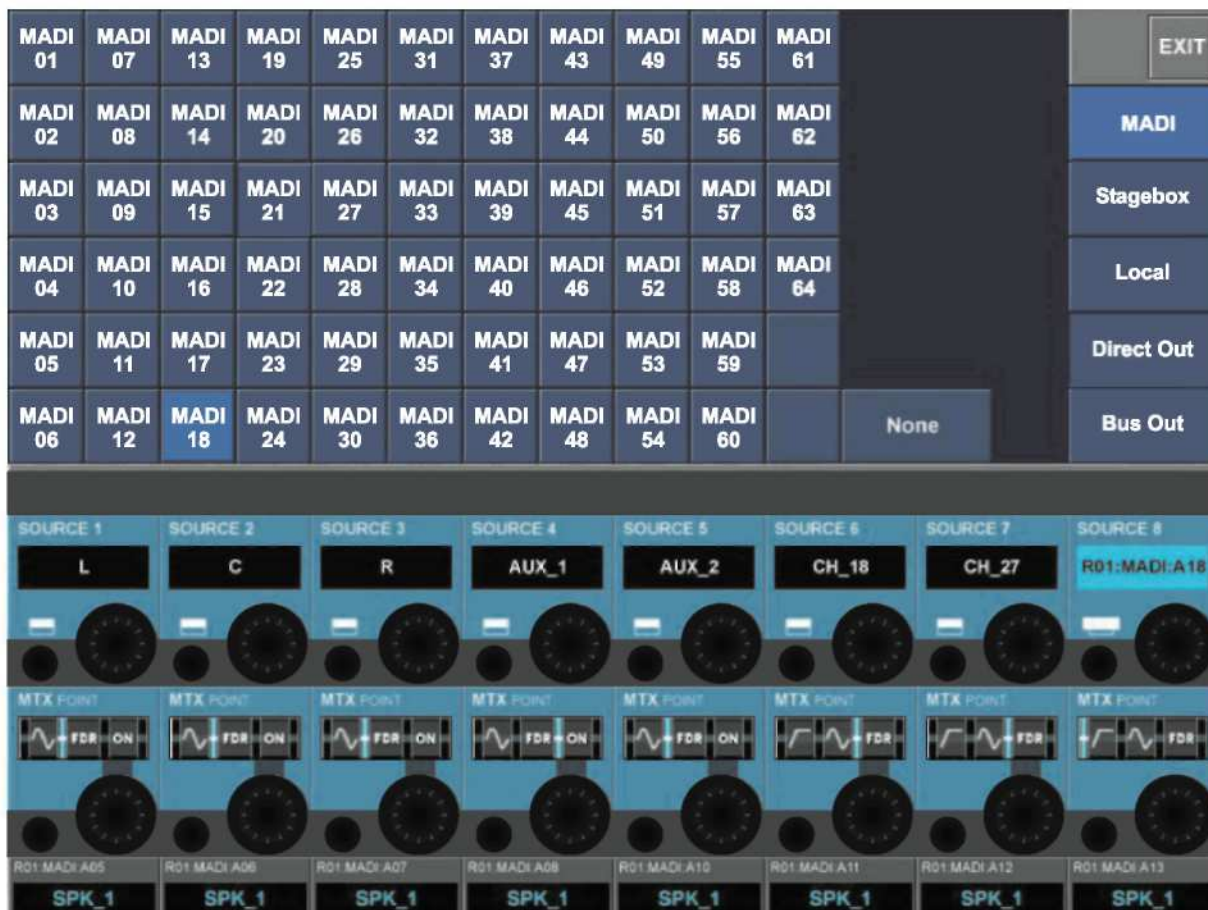 MADI MADI MADI MADI MADI MADI MADI MADI MADI MADI MADI EXIT
01 07 13 19 25 31 37 43 49 55 61
MADI MADI MADI MADI MADI MADI MADI MADI MADI MADI MADI MADI
02 08 14 20 26 32 38 44 50 56 62
MADI MADI MADI MADI MADI MADI MADI MADI MADI MADI MADI Stagebox
03 09 15 21 27 33 39 45 51 57 63
MADI MADI MADI MADI MADI MADI MADI MADI MADI MADI MADI Local
04 10 16 22 28 34 40 46 52 58 64
MADI MADI MADI MADI MADI MADI MADI MADI MADI MADI Direct Out
05 11 17 23 29 35 41 47 53 59
MADI MADI MADI MADI MADI MADI MADI MADI MADI MADI None Bus Out
06 12 18 24 30 36 42 48 54 60
SOURCE 1 SOURCE 2 SOURCE 3 SOURCE 4 SOURCE 5 SOURCE 6 SOURCE 7 SOURCE 8
L C R AUX_1 AUX_2 CH_18 CH_27 R01:MADI:A18
MTX POINT MTX POINT MTX POINT MTX POINT MTX POINT MTX POINT MTX POINT MTX POINT
FDR ON FDR ON FDR ON FDR ON FDR ON FDR FDR FDR
R01:MADI:A05 R01:MADI:A06 R01:MADI:A07 R01:MADI:A08 R01:MADI:A10 R01:MADI:A11 R01:MADI:A12 R01:MADI:A13
SPK_1 SPK_1 SPK_1 SPK_1 SPK_1 SPK_1 SPK_1 SPK_1